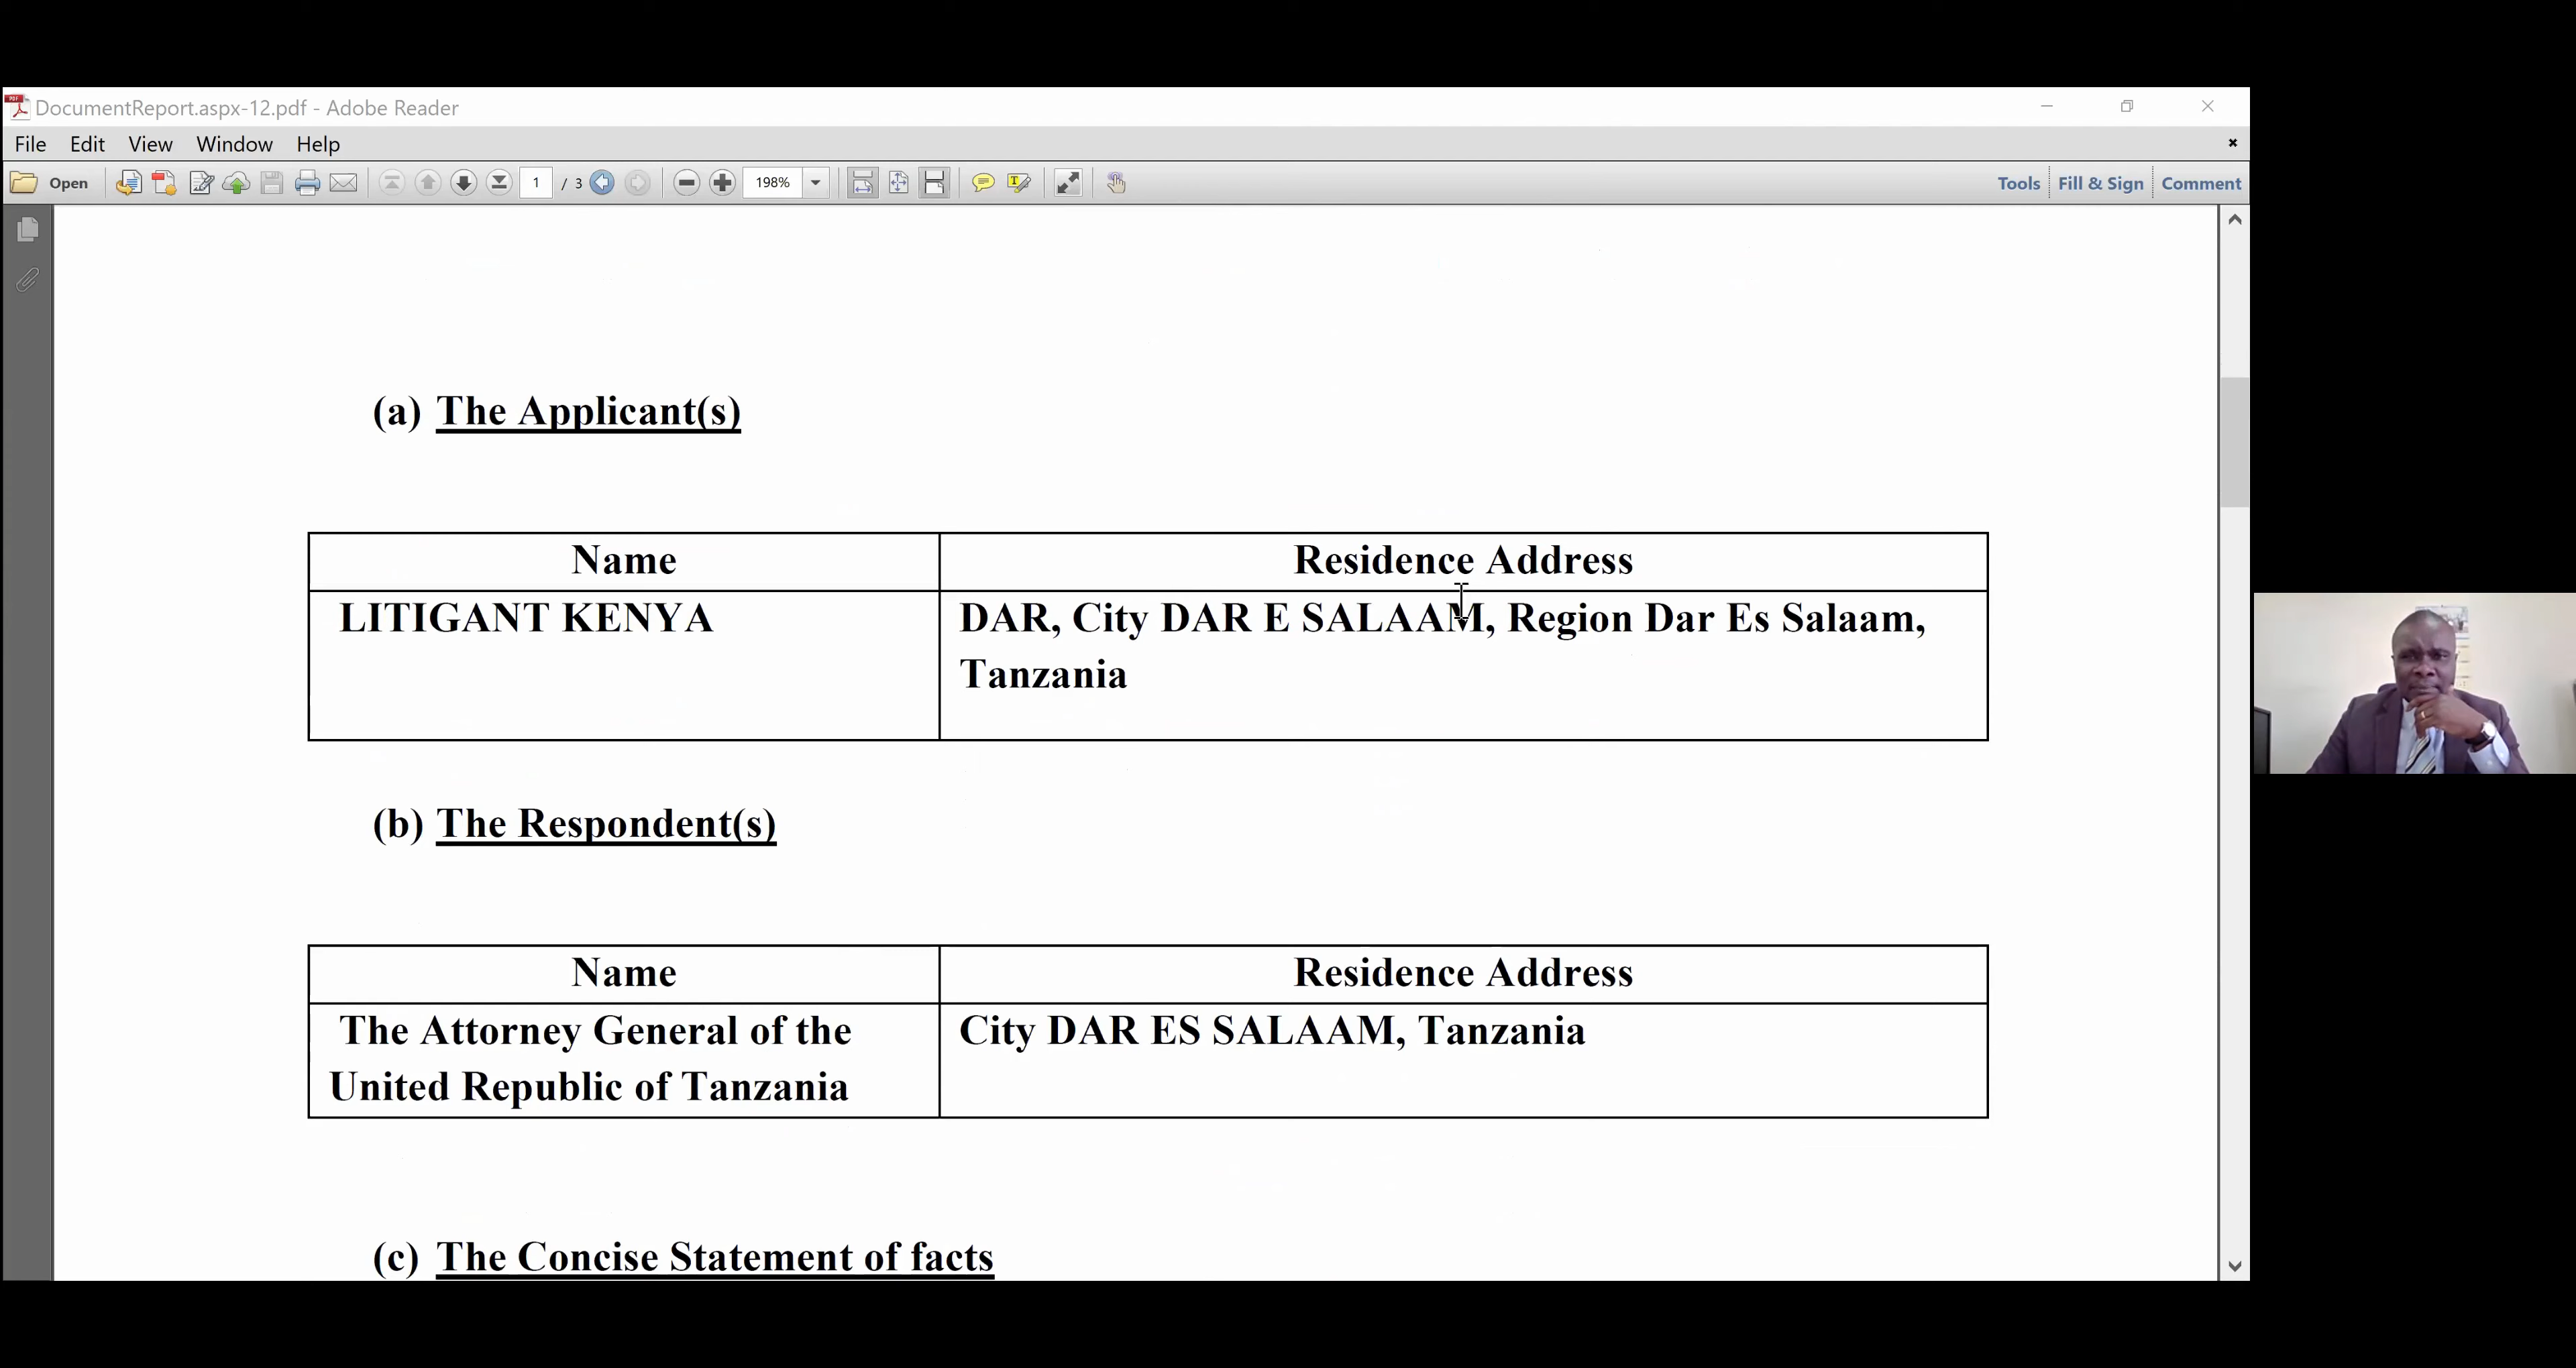 DocumentReport.aspx-12.pdf - Adobe Reader
File Edit View Window Help
Open 1 / 3 198% Tools Fill & Sign Comment
(a) The Applicant(s)
Name Residence Address
LITIGANT KENYA DAR, City DAR E SALAAM, Region Dar Es Salaam,
Tanzania
(b) The Respondent(s)
Name Residence Address
The Attorney General of the City DAR ES SALAAM, Tanzania
United Republic of Tanzania
(c) The Concise Statement of facts